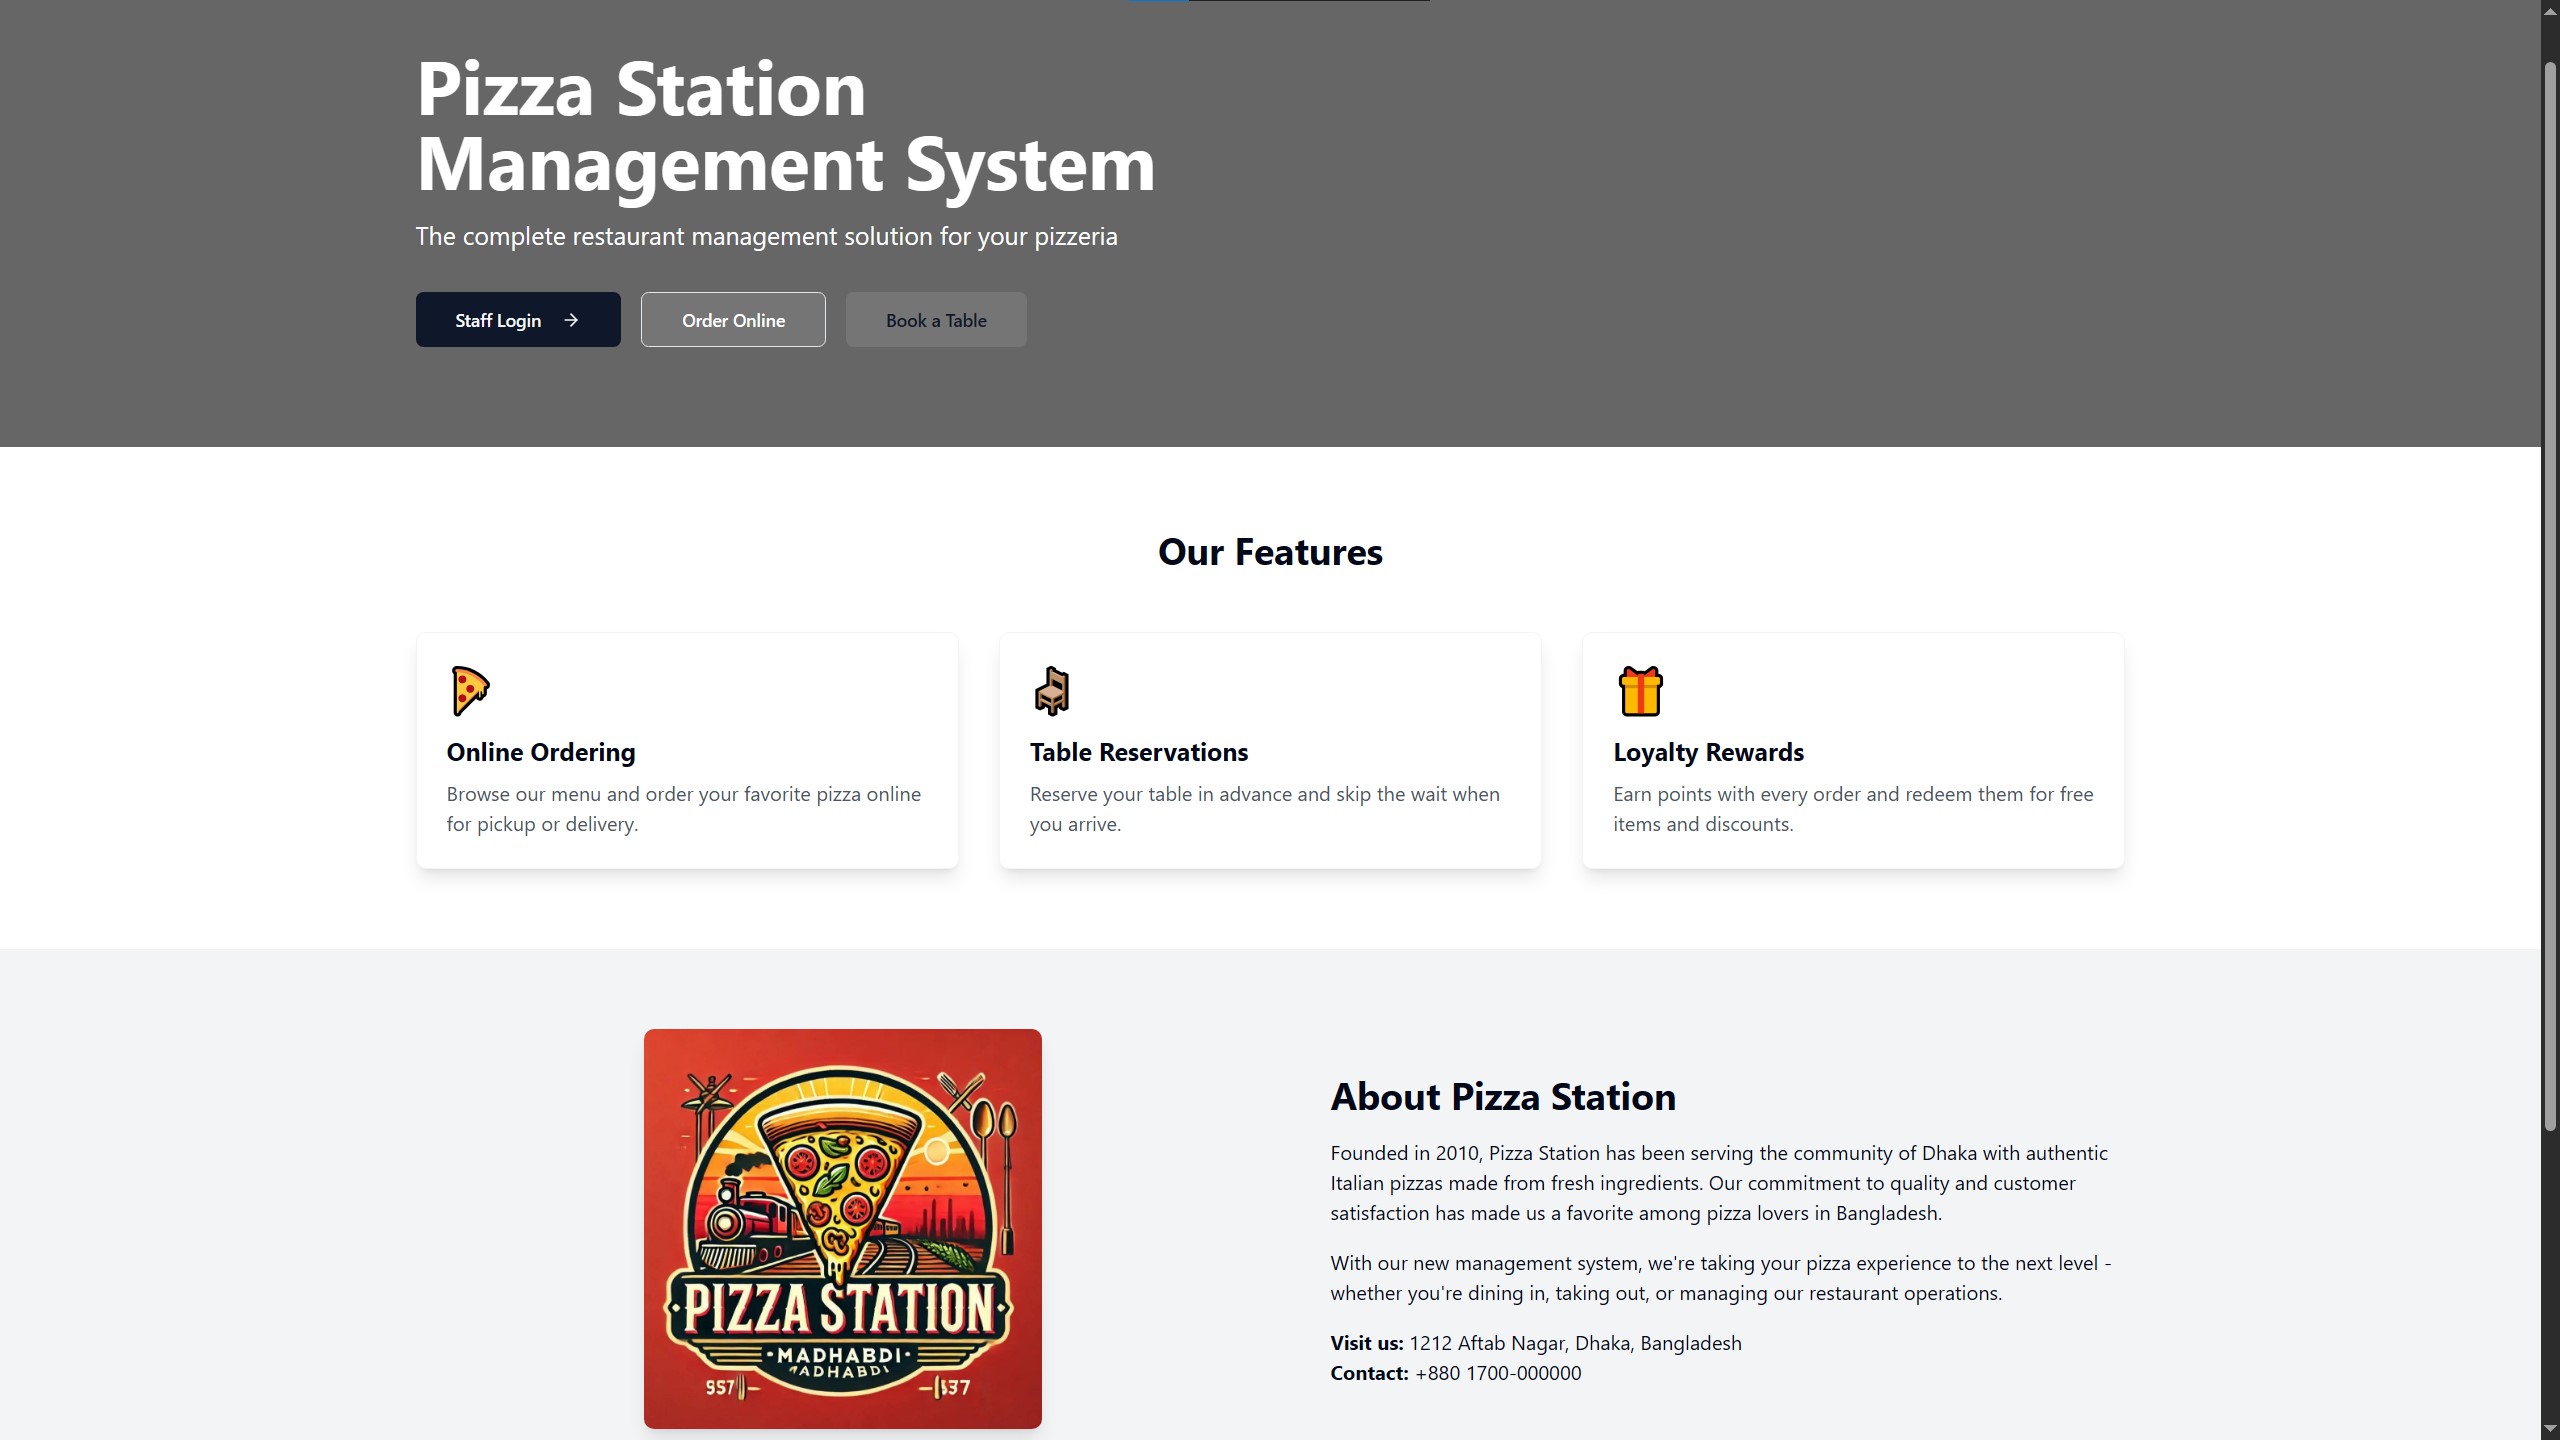 Pizza Station
Management System
The complete restaurant management solution for your pizzeria
Staff Login
Order Online
Book a Table
Our Features
Online Ordering
Browse our menu and order your favorite pizza online
for pickup or delivery.
Table Reservations
Reserve your table in advance and skip the wait when
you arrive.
Loyalty Rewards
Earn points with every order and redeem them for free
items and discounts.
PIZZA STATION
·MADHABDI·
About Pizza Station
Founded in 2010, Pizza Station has been serving the community of Dhaka with authentic
Italian pizzas made from fresh ingredients. Our commitment to quality and customer
satisfaction has made us a favorite among pizza lovers in Bangladesh.
With our new management system, we're taking your pizza experience to the next level -
whether you're dining in, taking out, or managing our restaurant operations.
Visit us: 1212 Aftab Nagar, Dhaka, Bangladesh
Contact: +880 1700-000000